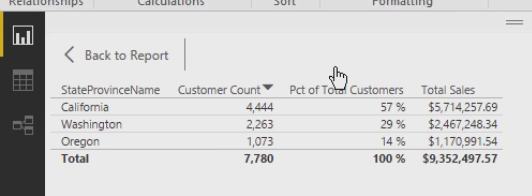 Relationships Calculations Sort Formatting
Back to Report
StateProvinceName Customer Count Pct of Total Customers Total Sales
California 4,444 57 % $5,714,257.69
Washington 2,263 29 % $2,467,248.34
Oregon 1,073 14 % $1,170,991.54
Total 7,780 100 % $9,352,497.57